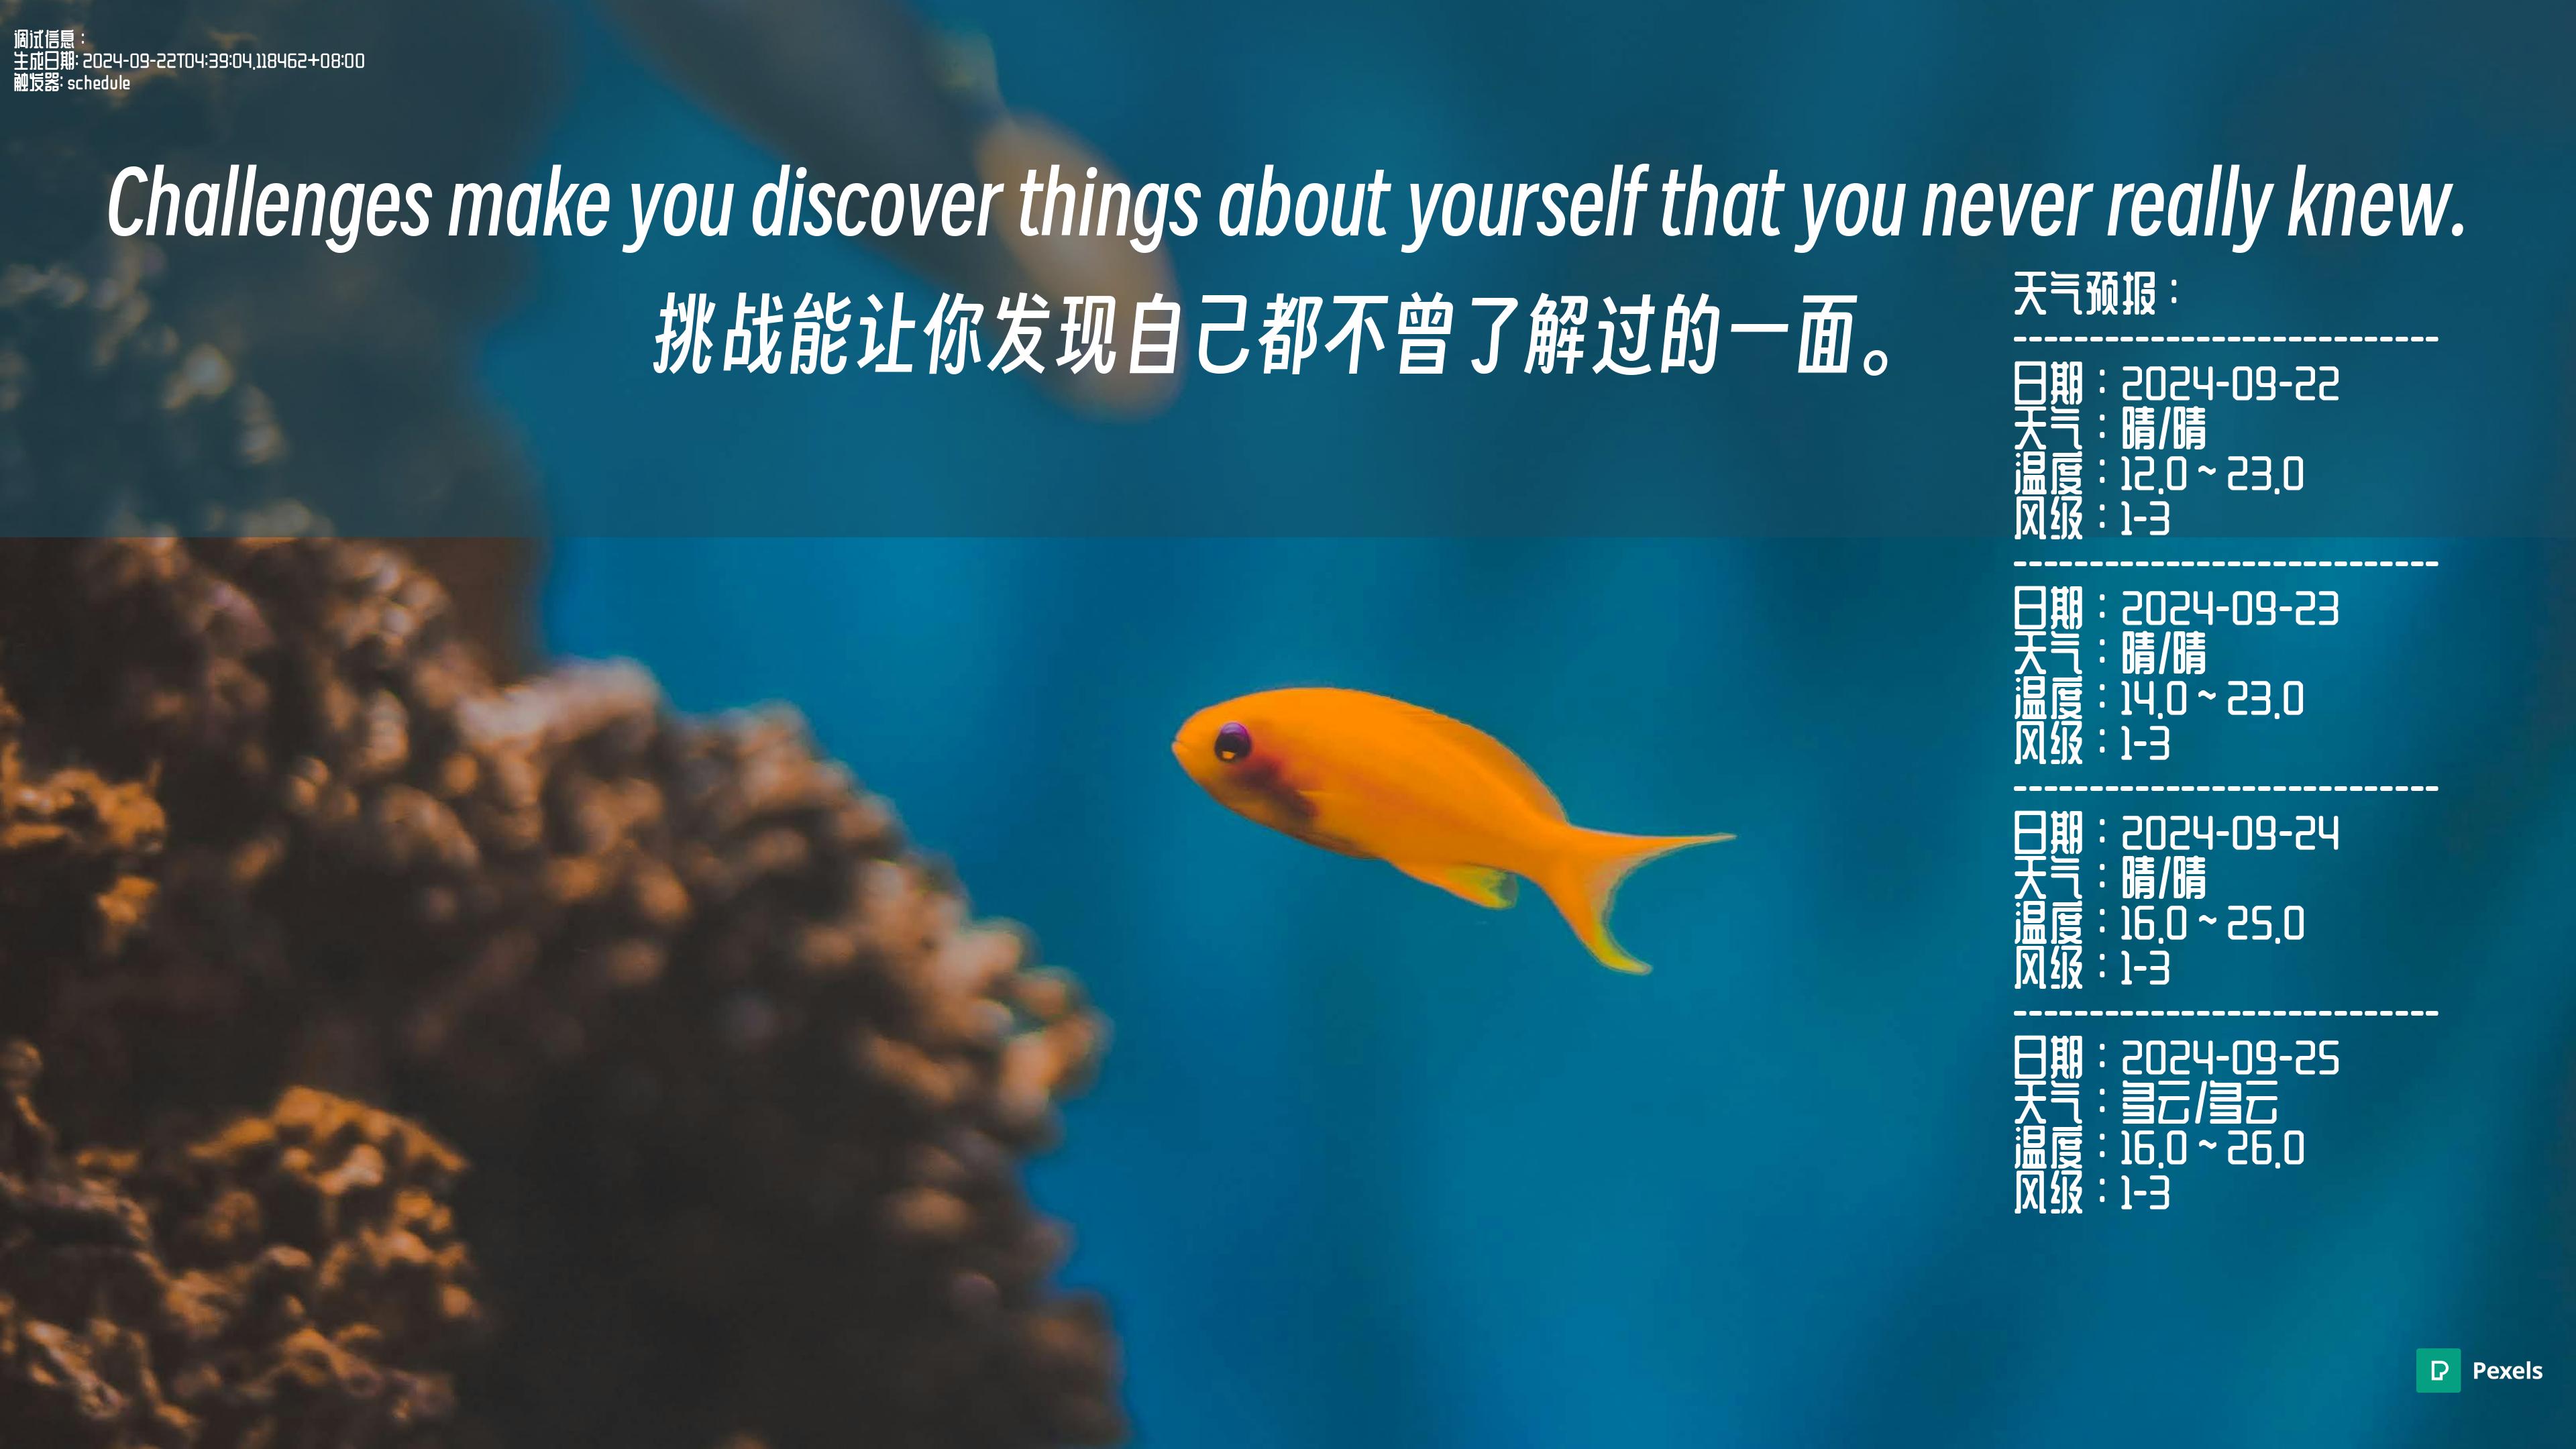 调试信息：
生成日期: 2024-09-22T04:39:04.118462+08:00
触发器: schedule
Challenges make you discover things about yourself that you never really knew.
挑战能让你发现自己都不曾了解过的一面。
天气预报：
----------------------------
日期：2024-09-22
天气：晴/晴
温度：12.0 ~ 23.0
风级：1-3
----------------------------
日期：2024-09-23
天气：晴/晴
温度：14.0 ~ 23.0
风级：1-3
----------------------------
日期：2024-09-24
天气：晴/晴
温度：16.0 ~ 25.0
风级：1-3
----------------------------
日期：2024-09-25
天气：多云/多云
温度：16.0 ~ 26.0
风级：1-3
Pexels